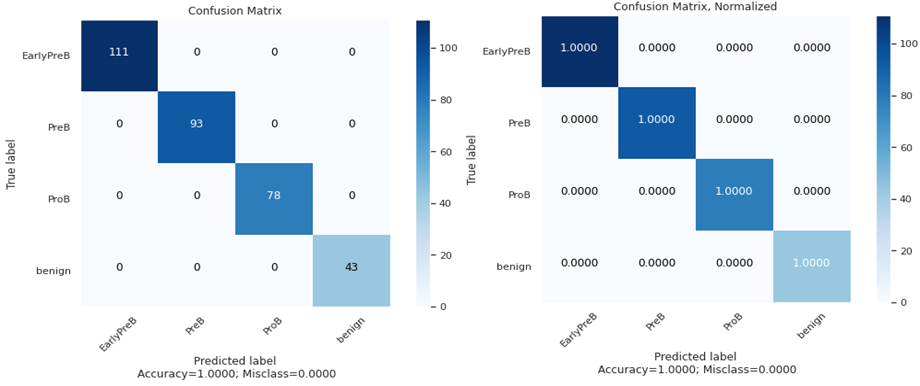 Confusion Matrix
EarlyPreB 111 0 0 0
PreB 0 93 0 0
ProB 0 0 78 0
benign 0 0 0 43
True label
EarlyPreB PreB ProB benign
Predicted label
Accuracy=1.0000; Misclass=0.0000
100
80
60
40
20
0
Confusion Matrix, Normalized
EarlyPreB 1.0000 0.0000 0.0000 0.0000
PreB 0.0000 1.0000 0.0000 0.0000
ProB 0.0000 0.0000 1.0000 0.0000
benign 0.0000 0.0000 0.0000 1.0000
True label
EarlyPreB PreB ProB benign
Predicted label
Accuracy=1.0000; Misclass=0.0000
100
80
60
40
20
0